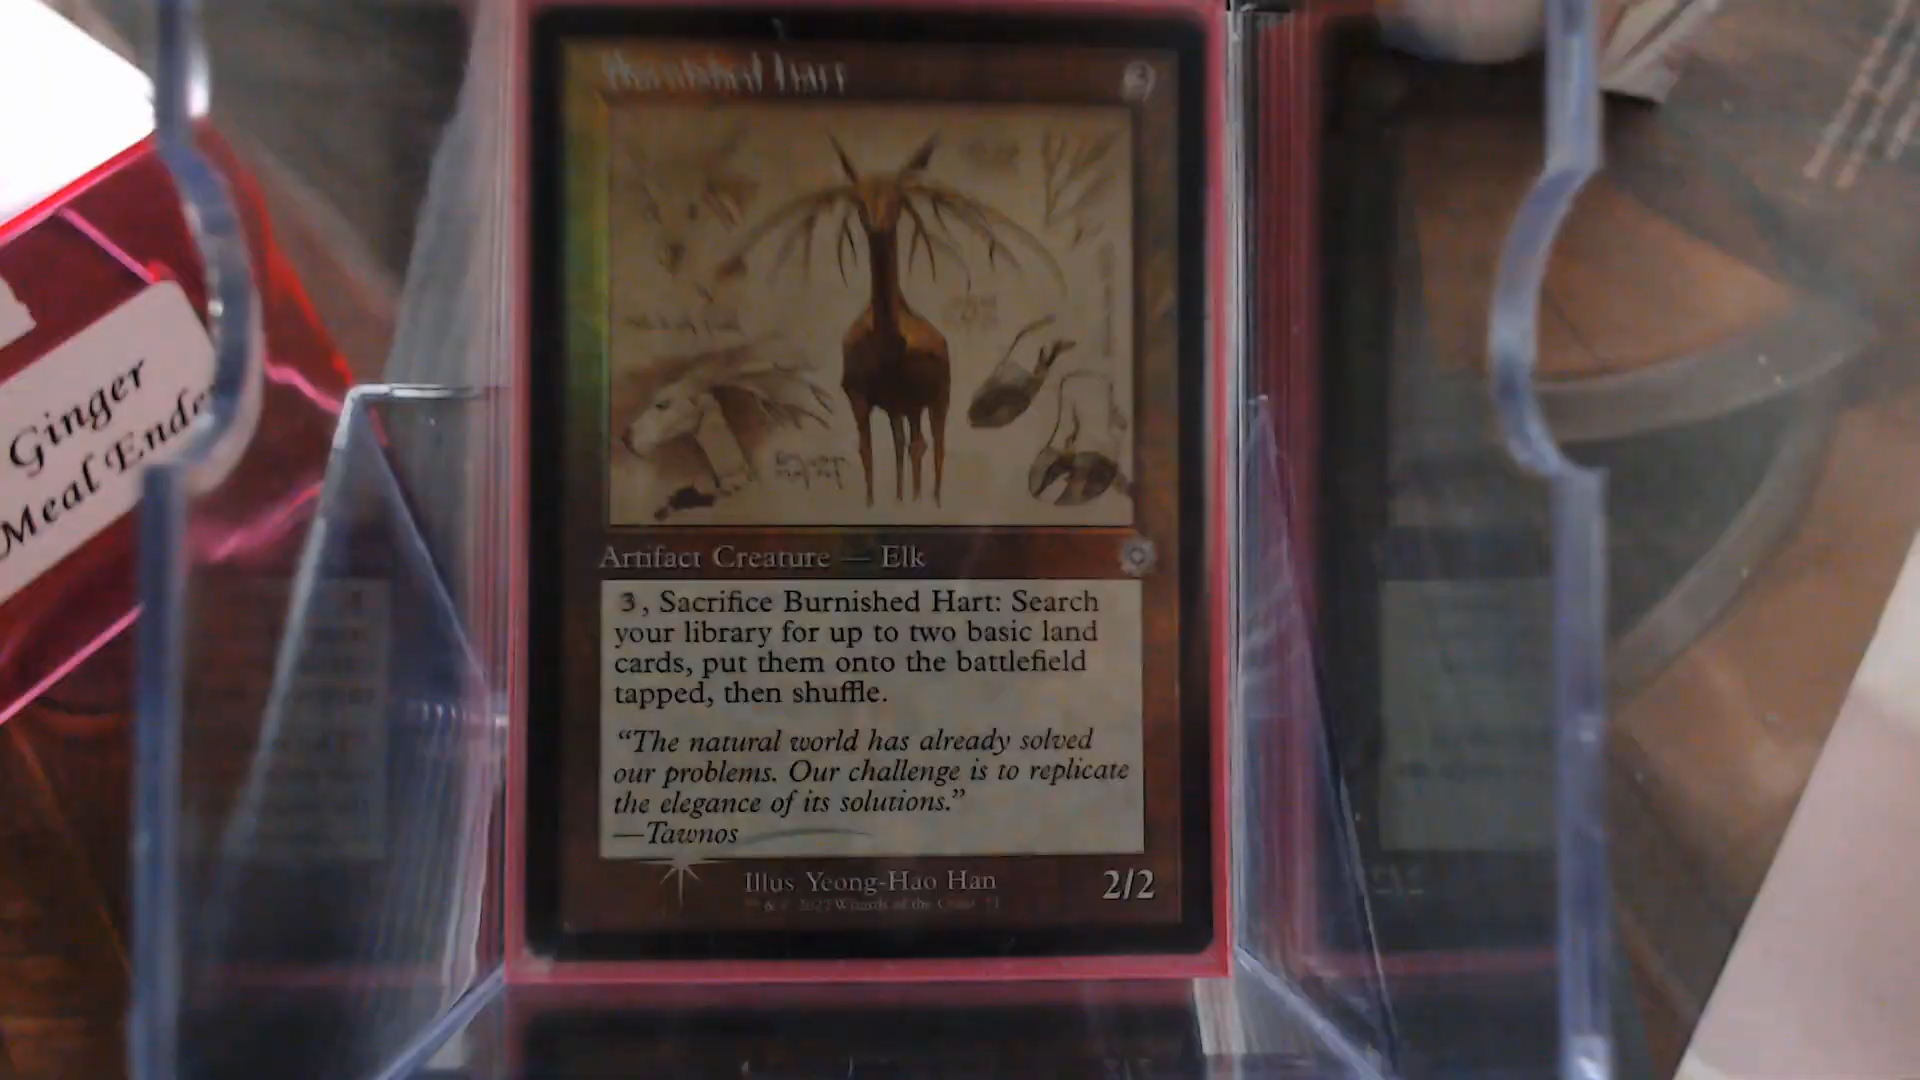 Ginger
Meal Ende
3
Artifact Creature — Elk
3, Sacrifice Burnished Hart: Search
your library for up to two basic land
cards, put them onto the battlefield
tapped, then shuffle.
“The natural world has already solved
our problems. Our challenge is to replicate
the elegance of its solutions.”
—Tawnos
Illus. Yeong-Hao Han
2/2